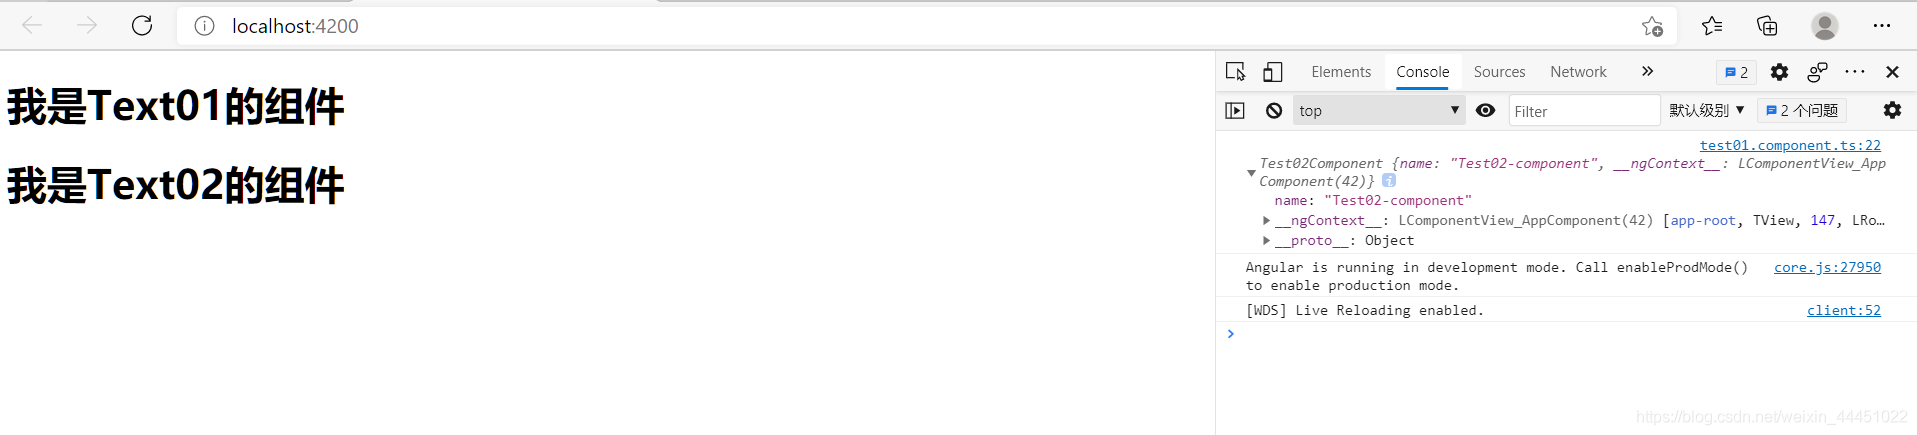 localhost:4200
我是Text01的组件
我是Text02的组件
Elements Console Sources Network » 2
top ▼ Filter 默认级别 ▼ 2 个问题
test01.component.ts:22
Test02Component {name: "Test02-component", __ngContext__: LComponentView_App
Component(42)} i
name: "Test02-component"
__ngContext__: LComponentView_AppComponent(42) [app-root, TView, 147, LRo…
__proto__: Object
Angular is running in development mode. Call enableProdMode() core.js:27950
to enable production mode.
[WDS] Live Reloading enabled. client:52
https://blog.csdn.net/weixin_44451022